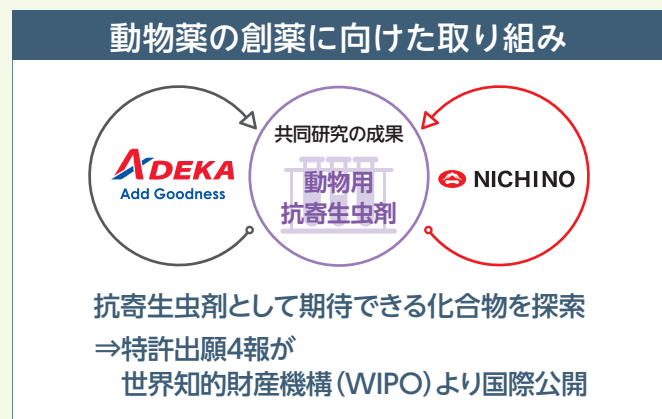 動物薬の創薬に向けた取り組み
共同研究の成果
ADEKA
Add Goodness
動物用
抗寄生虫剤
NICHINO
抗寄生虫剤として期待できる化合物を探索
⇒特許出願4報が
世界知的財産機構(WIPO)より国際公開